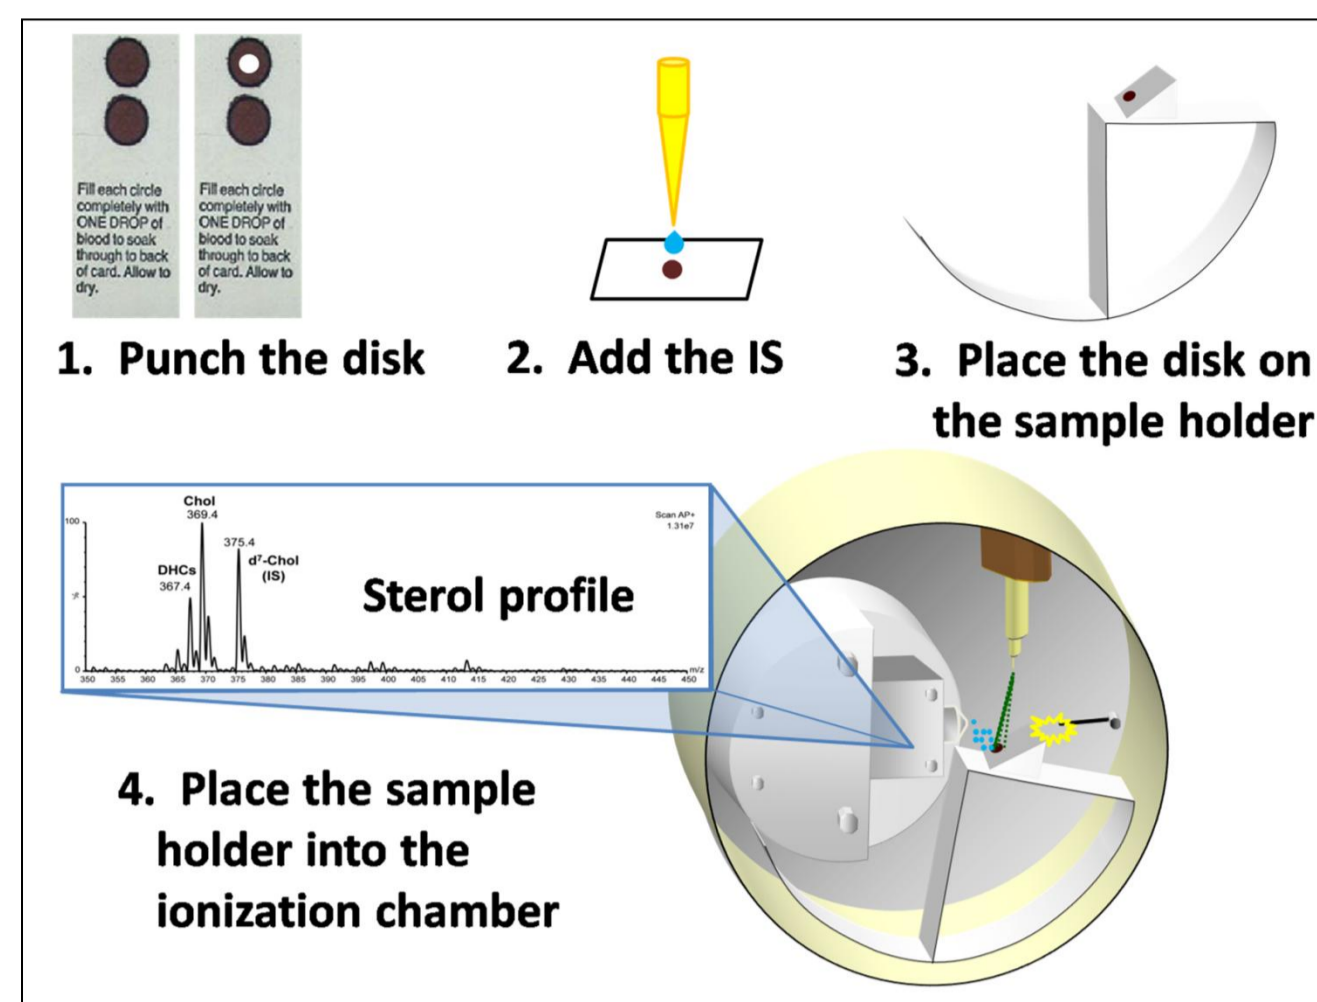 Fill each circle
completely with
ONE DROP of
blood to soak
through to back
of card. Allow to
dry.
Fill each circle
completely with
ONE DROP of
blood to soak
through to back
of card. Allow to
dry.
1. Punch the disk
2. Add the IS
3. Place the disk on
the sample holder
Chol
369.4
Scan AP+
1.31e7
100
375.4
DHCs
367.4
d⁷-Chol
(IS)
%
Sterol profile
0
m/z
350 355 360 365 370 375 380 385 390 395 400 405 410 415 420 425 430 435 440 445 450
4. Place the sample
holder into the
ionization chamber